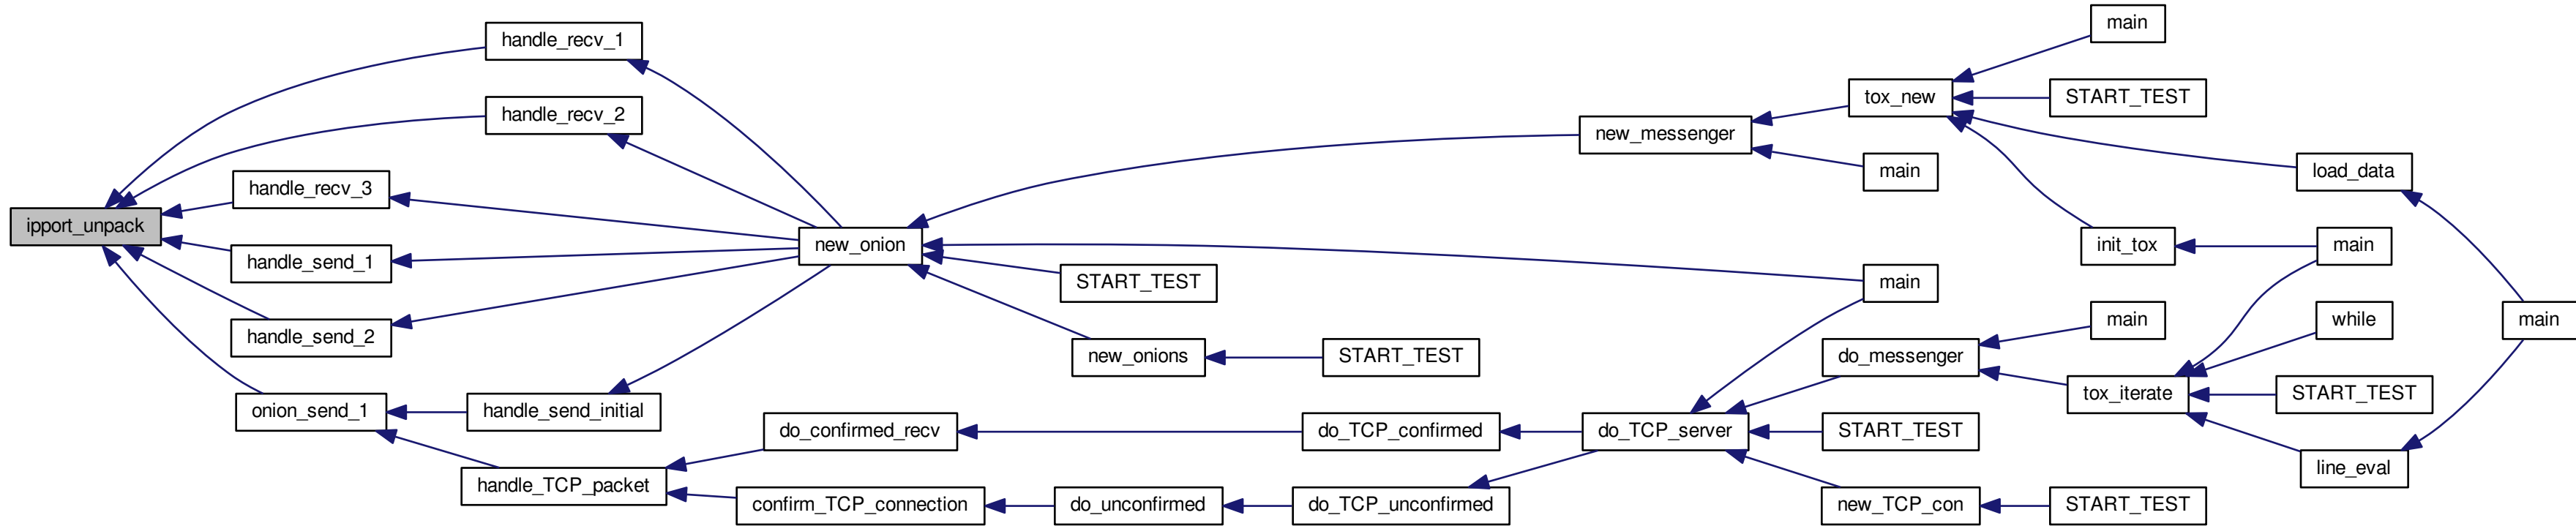 ipport_unpack
handle_recv_1
handle_recv_2
handle_recv_3
handle_send_1
handle_send_2
onion_send_1
handle_send_initial
handle_TCP_packet
new_onion
do_confirmed_recv
confirm_TCP_connection
START_TEST
new_onions
do_unconfirmed
START_TEST
do_TCP_confirmed
do_TCP_unconfirmed
new_messenger
do_TCP_server
tox_new
main
main
do_messenger
START_TEST
new_TCP_con
main
START_TEST
init_tox
main
tox_iterate
START_TEST
load_data
main
while
START_TEST
line_eval
main